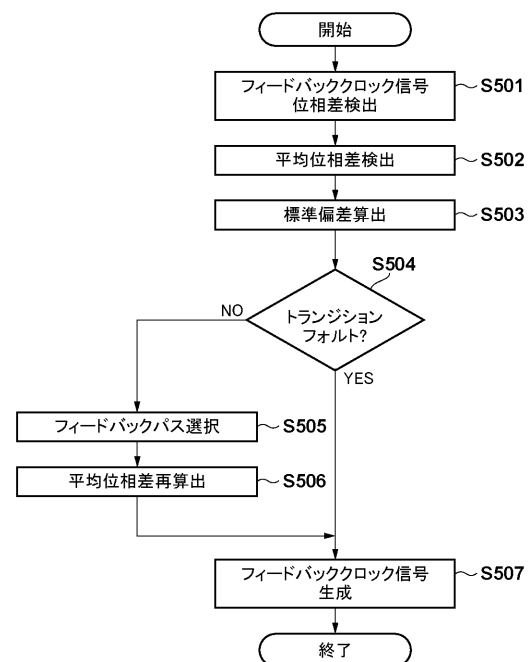 開始
フィードバッククロック信号
位相差検出
S501
平均位相差検出
S502
標準偏差算出
S503
S504
トランジション
フォルト?
NO
YES
フィードバックパス選択
S505
平均位相差再算出
S506
フィードバッククロック信号
生成
S507
終了